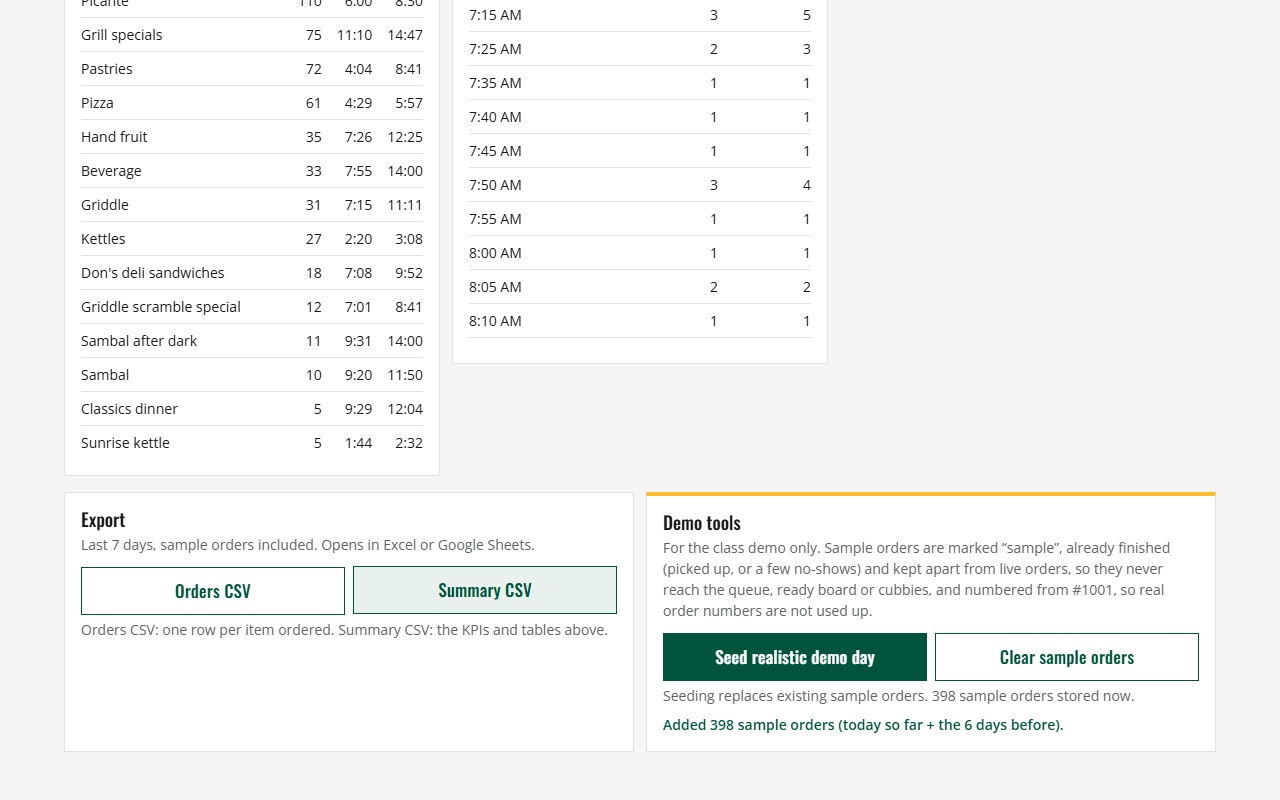 Picante 110 6:00 8:30
Grill specials 75 11:10 14:47
Pastries 72 4:04 8:41
Pizza 61 4:29 5:57
Hand fruit 35 7:26 12:25
Beverage 33 7:55 14:00
Griddle 31 7:15 11:11
Kettles 27 2:20 3:08
Don's deli sandwiches 18 7:08 9:52
Griddle scramble special 12 7:01 8:41
Sambal after dark 11 9:31 14:00
Sambal 10 9:20 11:50
Classics dinner 5 9:29 12:04
Sunrise kettle 5 1:44 2:32
7:15 AM 3 5
7:25 AM 2 3
7:35 AM 1 1
7:40 AM 1 1
7:45 AM 1 1
7:50 AM 3 4
7:55 AM 1 1
8:00 AM 1 1
8:05 AM 2 2
8:10 AM 1 1
Export
Last 7 days, sample orders included. Opens in Excel or Google Sheets.
Orders CSV
Summary CSV
Orders CSV: one row per item ordered. Summary CSV: the KPIs and tables above.
Demo tools
For the class demo only. Sample orders are marked “sample”, already finished
(picked up, or a few no-shows) and kept apart from live orders, so they never
reach the queue, ready board or cubbies, and numbered from #1001, so real
order numbers are not used up.
Seed realistic demo day
Clear sample orders
Seeding replaces existing sample orders. 398 sample orders stored now.
Added 398 sample orders (today so far + the 6 days before).